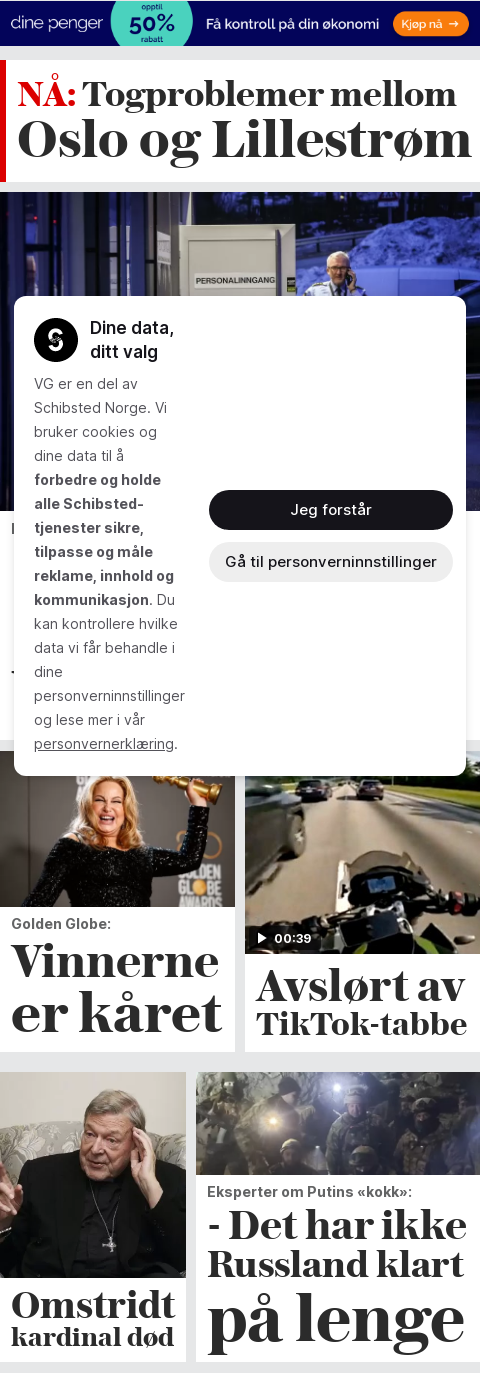 dine penger
opptil
50%
rabatt
Få kontroll på din økonomi
Kjøp nå →
NÅ: Togproblemer mellom
Oslo og Lillestrøm
PERSONALINNGANG
Dine data,
ditt valg
VG er en del av
Schibsted Norge. Vi
bruker cookies og
dine data til å
forbedre og holde
alle Schibsted-
tjenester sikre,
tilpasse og måle
reklame, innhold og
kommunikasjon. Du
kan kontrollere hvilke
data vi får behandle i
dine
personverninnstillinger
og lese mer i vår
personvernerklæring.
Jeg forstår
Gå til personverninnstillinger
GOLDEN
GLOBE
AWARDS
Golden Globe:
Vinnerne
er kåret
00:39
Avslørt av
TikTok-tabbe
Omstridt
kardinal død
Eksperter om Putins «kokk»:
- Det har ikke
Russland klart
på lenge